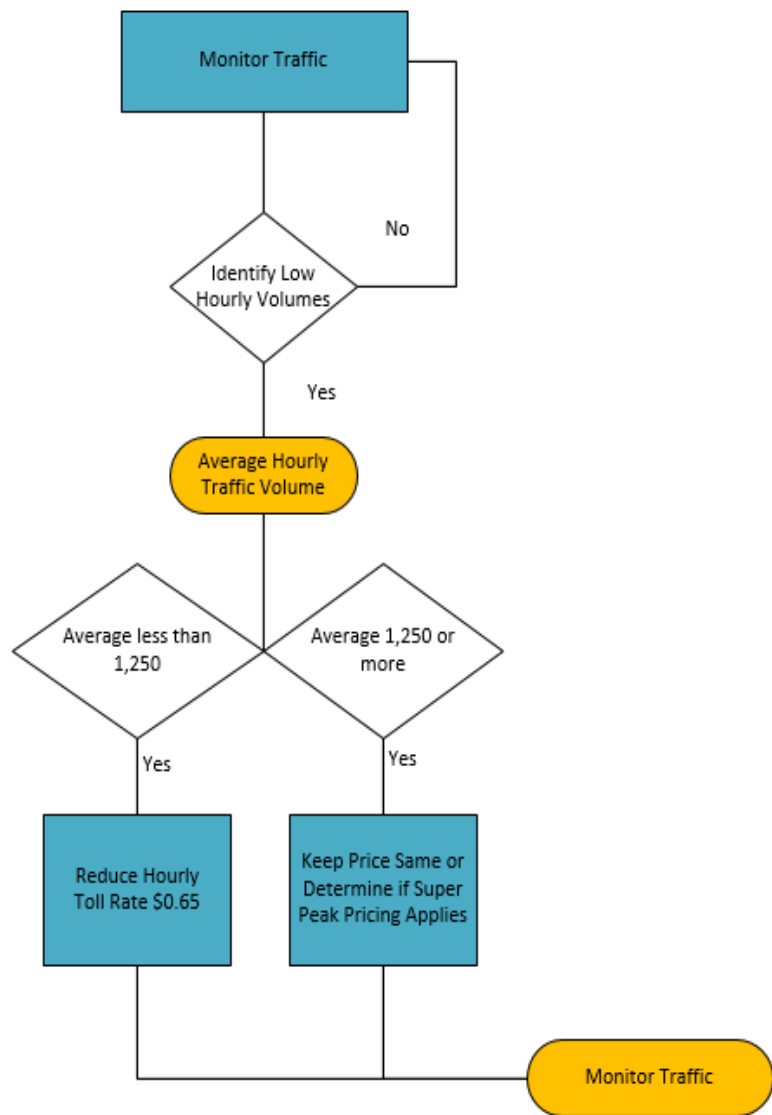 Monitor Traffic
No
Identify Low
Hourly Volumes
Yes
Average Hourly
Traffic Volume
Average less than
1,250
Average 1,250 or
more
Yes
Yes
Reduce Hourly
Toll Rate $0.65
Keep Price Same or
Determine if Super
Peak Pricing Applies
Monitor Traffic